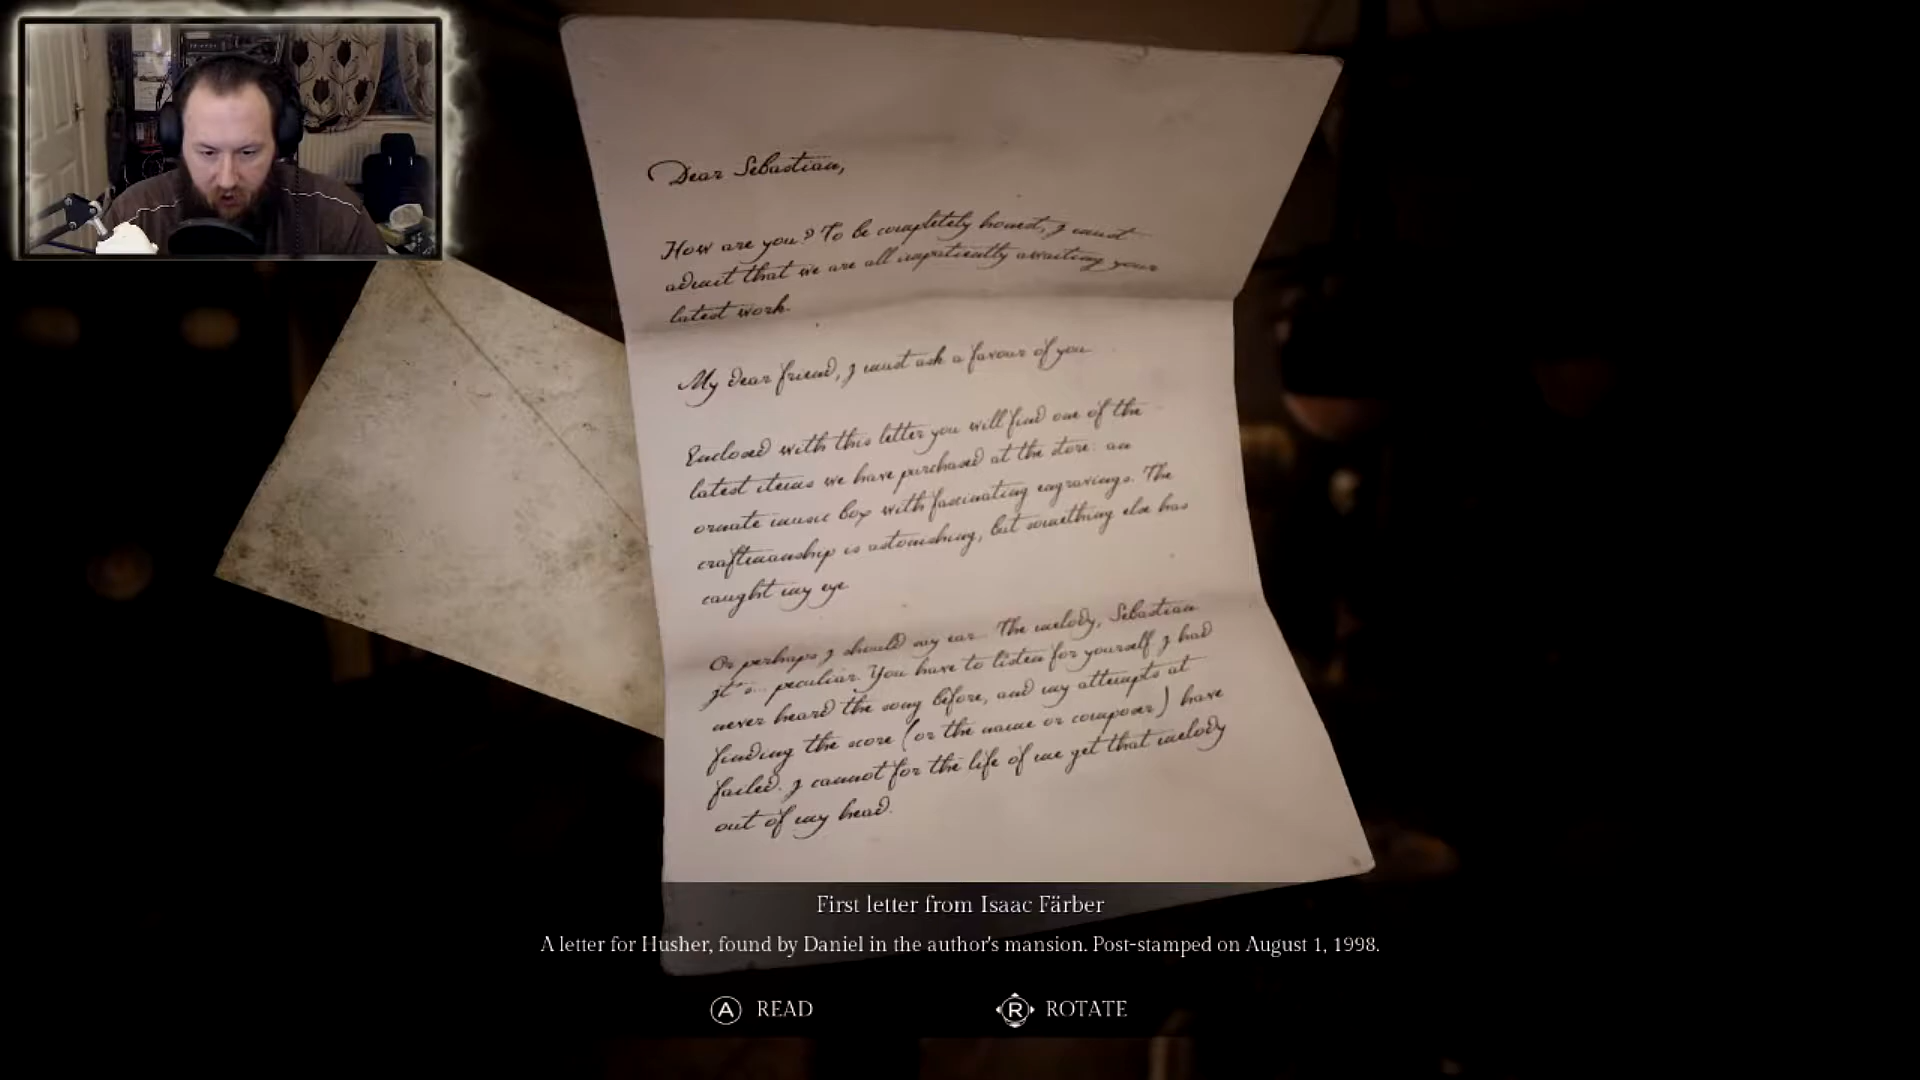 Dear Sebastian,
How are you? To be completely honest, I must
admit that we are all impatiently awaiting your
latest work.
My dear friend, I must ask a favour of you.
Enclosed with this letter you will find one of the
latest items we have purchased at the store: an
ornate music box with fascinating engravings. The
craftmanship is astonishing, but something else has
caught my eye.
Or perhaps I should say ear. The melody, Sebastian.
It's... peculiar. You have to listen for yourself. I had
never heard the song before, and my attempts at
finding the score (or the name or composer) have
failed. I cannot for the life of me get that melody
out of my head.
First letter from Isaac Färber
A letter for Husher, found by Daniel in the author's mansion. Post-stamped on August 1, 1998.
A READ R ROTATE